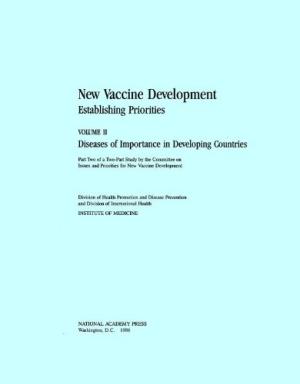 New Vaccine Development
Establishing Priorities
VOLUME II
Diseases of Importance in Developing Countries
Part Two of a Two-Part Study by the Committee on
Issues and Priorities for New Vaccine Development
Division of Health Promotion and Disease Prevention
and Division of International Health
INSTITUTE OF MEDICINE
NATIONAL ACADEMY PRESS
Washington, D.C. 1986